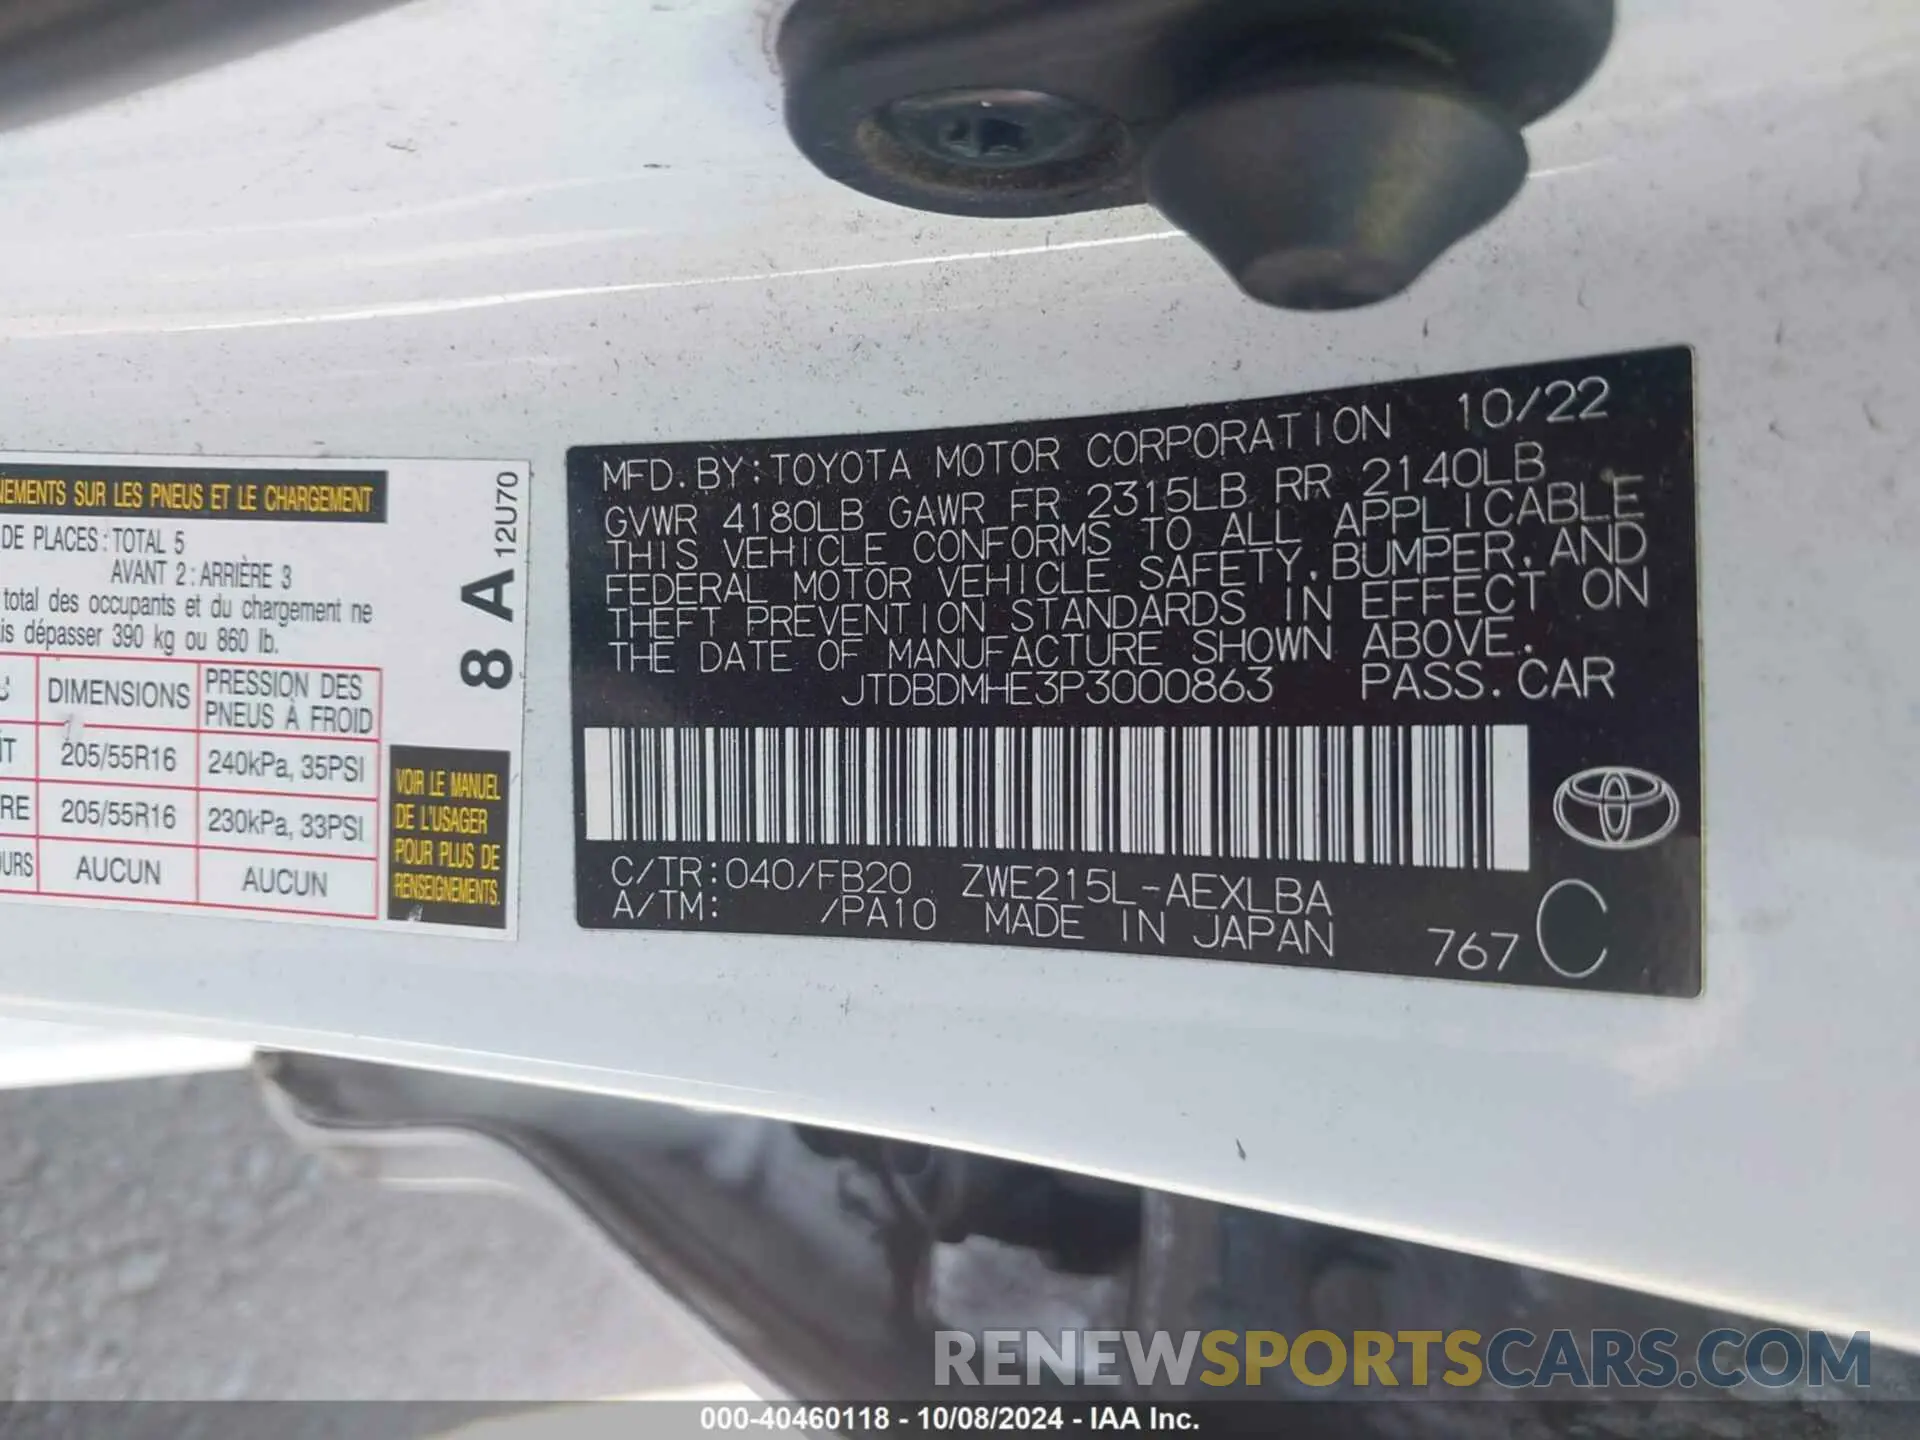 NEMENTS SUR LES PNEUS ET LE CHARGEMENT
DE PLACES: TOTAL 5
AVANT 2: ARRIÈRE 3
total des occupants et du chargement ne
dépasser 390 kg ou 860 lb.
DIMENSIONS PRESSION DES
PNEUS À FROID
205/55R16 240kPa, 35PSI
RE 205/55R16 230kPa, 33PSI
OURS AUCUN AUCUN
8 A 12U70
VOIR LE MANUEL
DE L'USAGER
POUR PLUS DE
RENSEIGNEMENTS.
MFD. BY: TOYOTA MOTOR CORPORATION 10/22
GVWR 4180LB GAWR FR 2315LB RR 2140LB
THIS VEHICLE CONFORMS TO ALL APPLICABLE
FEDERAL MOTOR VEHICLE SAFETY, BUMPER, AND
THEFT PREVENTION STANDARDS IN EFFECT ON
THE DATE OF MANUFACTURE SHOWN ABOVE.
JTDBDMHE3P3000863 PASS. CAR
C/TR: 040/FB20 ZWE215L-AEXLBA
A/TM: /PA10 MADE IN JAPAN 767 C
RENEWSPORTSCARS.COM
000-40460118 - 10/08/2024 - IAA Inc.